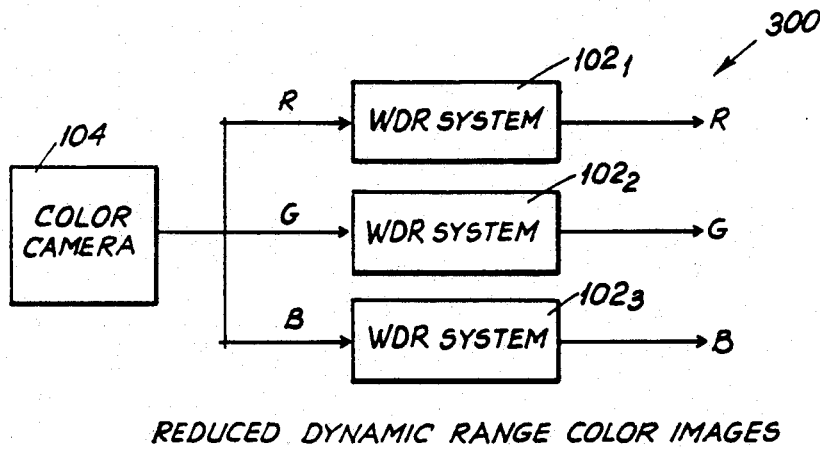 300
104
COLOR
CAMERA
R
WDR SYSTEM
102₁
R
G
WDR SYSTEM
102₂
G
B
WDR SYSTEM
102₃
B
REDUCED DYNAMIC RANGE COLOR IMAGES